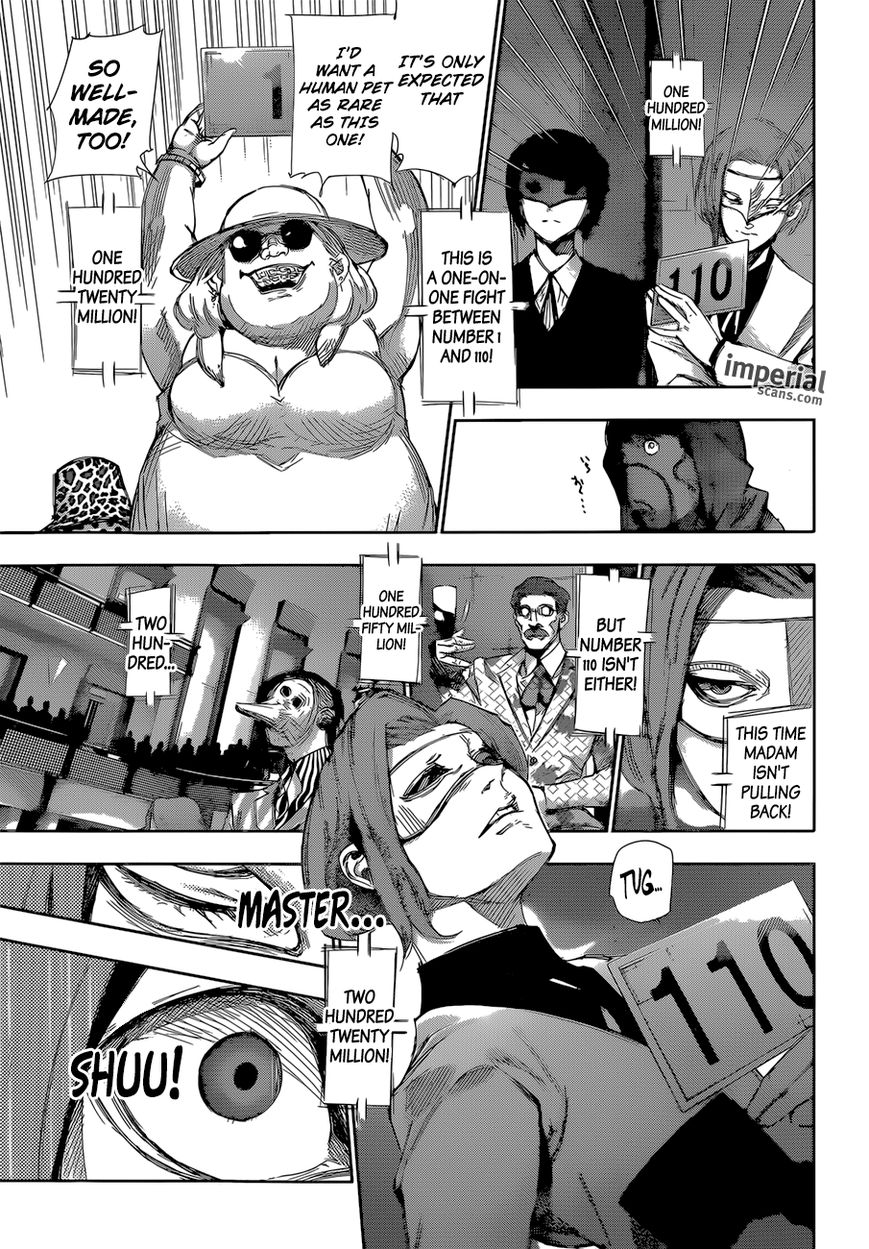 ONE
HUNDRED
MILLION!
110
IT'S ONLY
EXPECTED
THAT
I'D
WANT A
HUMAN PET
AS RARE
AS THIS
ONE!
1
SO
WELL-
MADE,
TOO!
THIS IS
A ONE-ON-
ONE FIGHT
BETWEEN
NUMBER 1
AND 110!
ONE
HUNDRED
TWENTY
MILLION!
imperial
scans.com
THIS TIME
MADAM
ISN'T
PULLING
BACK!
BUT
NUMBER
110 ISN'T
EITHER!
ONE
HUNDRED
FIFTY MIL-
LION!
TWO
HUN-
DRED...
TUG...
110
MASTER...
TWO
HUNDRED
TWENTY
MILLION!
SHUU!